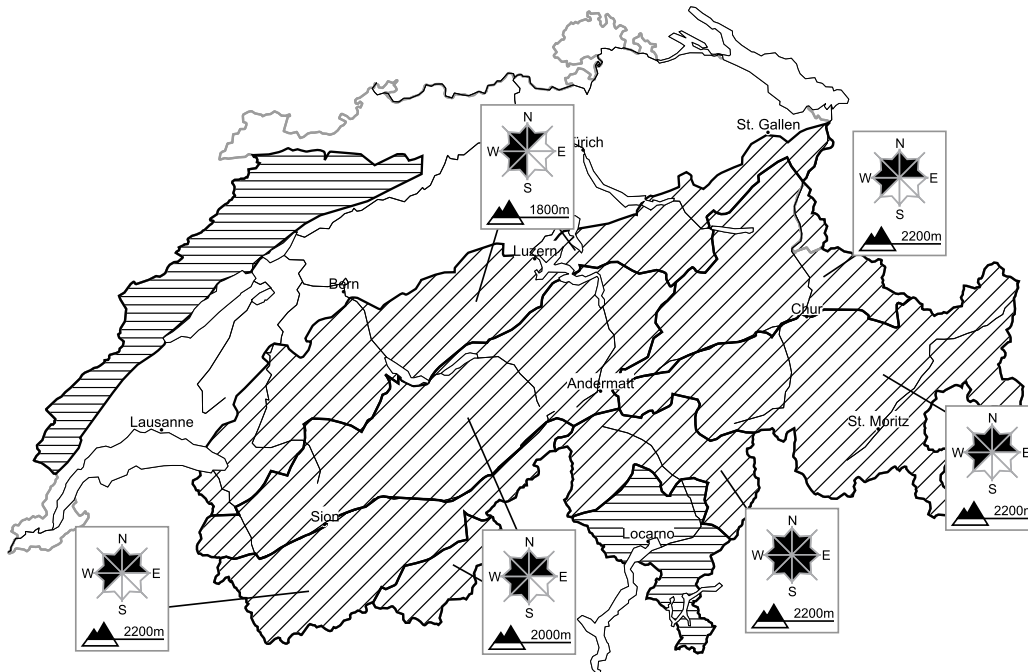 St. Gallen
N
W E
S
1800m
ürich
N
W E
S
2200m
Luzern
Bern
Chur
Andermatt
Lausanne
St. Moritz
N
W E
S
2200m
Sion
Locarno
N
W E
S
2200m
N
W E
S
2000m
N
W E
S
2200m